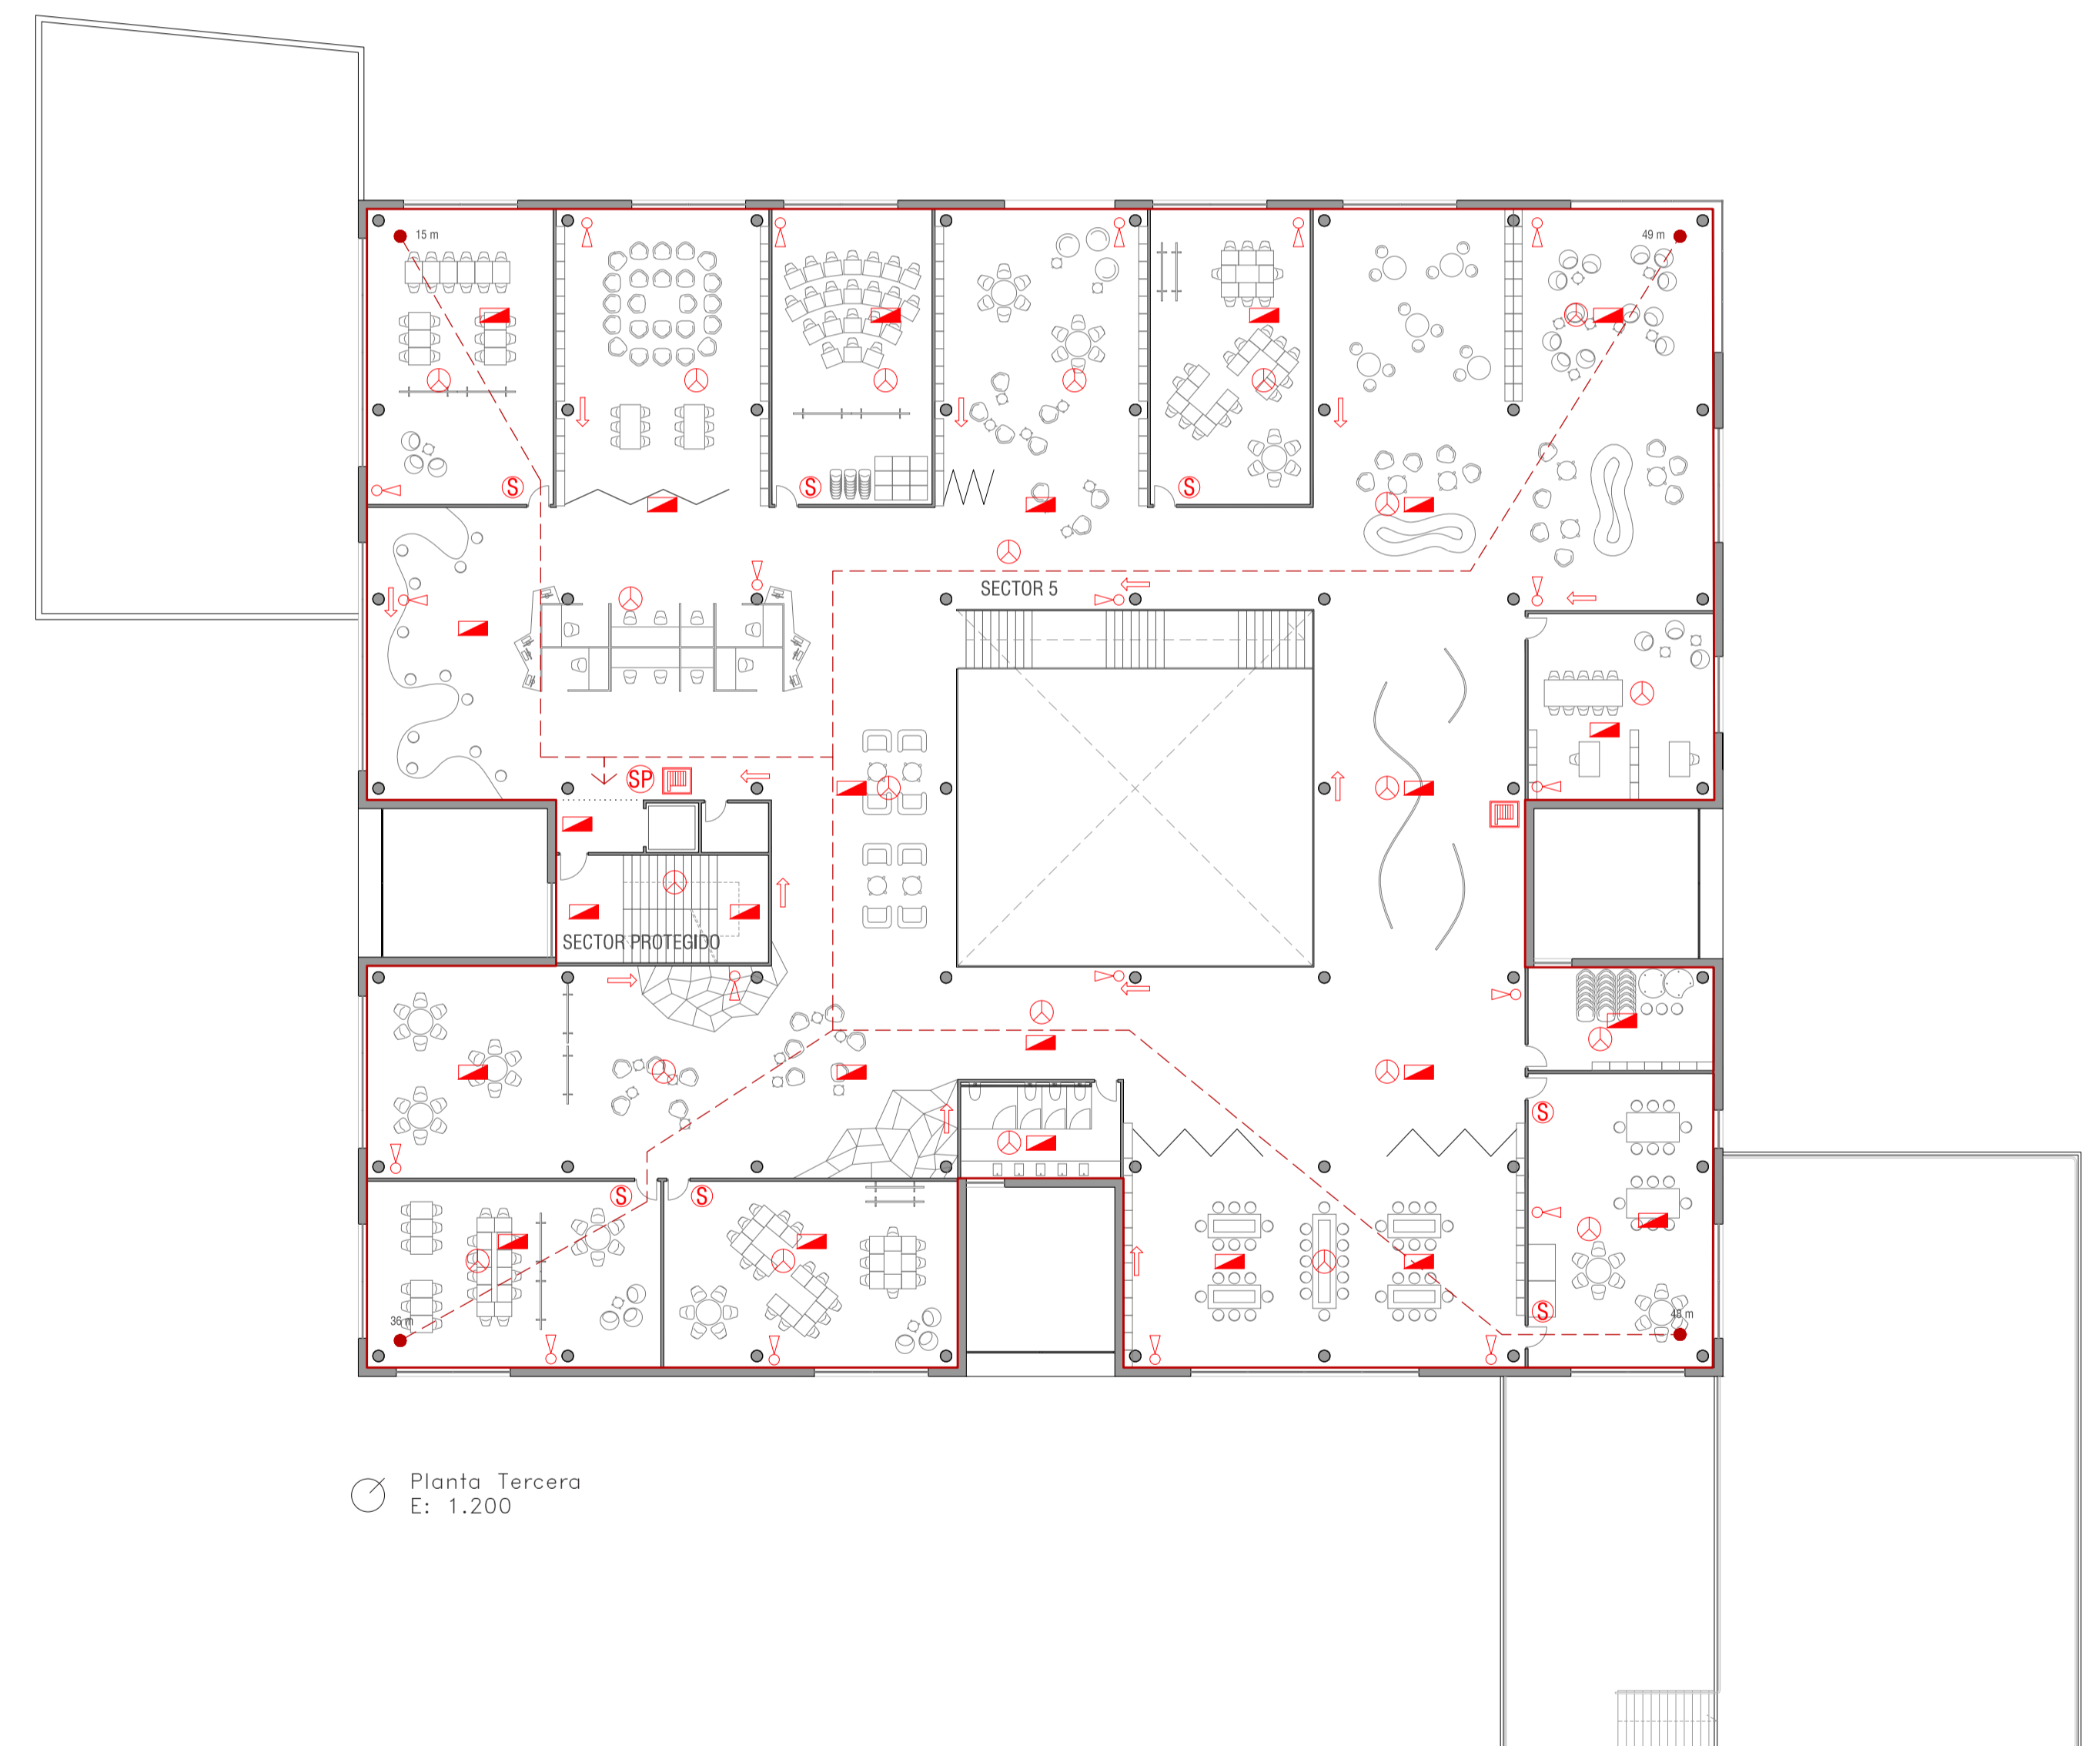 15 m
49 m
S
S
S
SECTOR 5
SP
SECTOR PROTEGIDO
S
S
S
S
36 m
48 m
Planta Tercera
E: 1.200